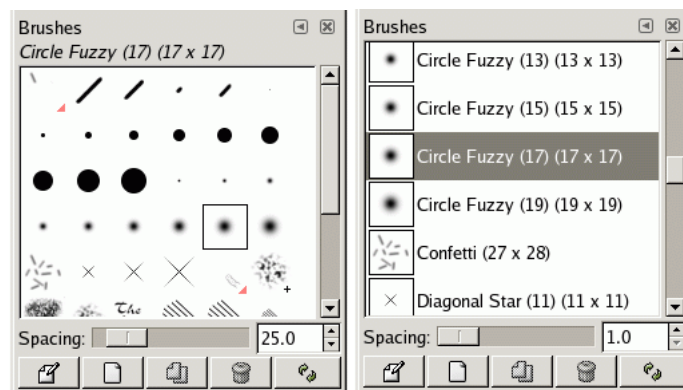 Brushes
Circle Fuzzy (17) (17 x 17)
The
Spacing:
25.0
Brushes
Circle Fuzzy (13) (13 x 13)
Circle Fuzzy (15) (15 x 15)
Circle Fuzzy (17) (17 x 17)
Circle Fuzzy (19) (19 x 19)
Confetti (27 x 28)
Diagonal Star (11) (11 x 11)
Spacing:
1.0